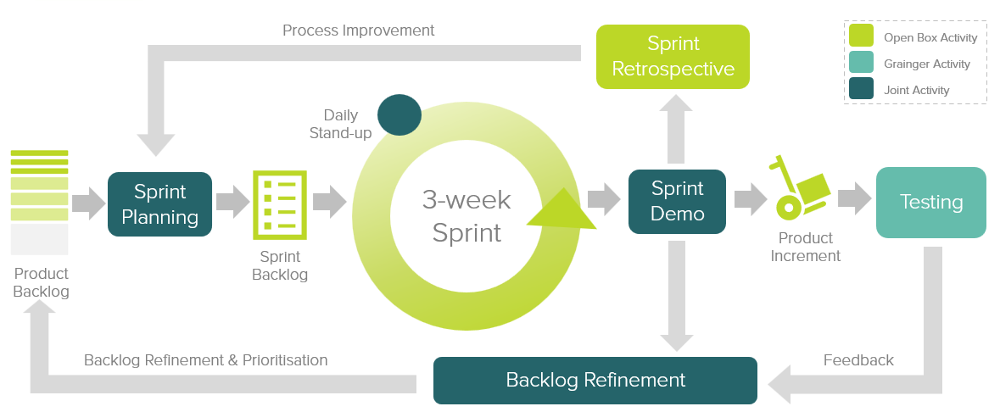 Process Improvement
Sprint
Retrospective
Open Box Activity
Grainger Activity
Joint Activity
Daily
Stand-up
Sprint
Planning
3-week
Sprint
Sprint
Demo
Testing
Product
Increment
Sprint
Backlog
Product
Backlog
Backlog Refinement & Prioritisation
Backlog Refinement
Feedback